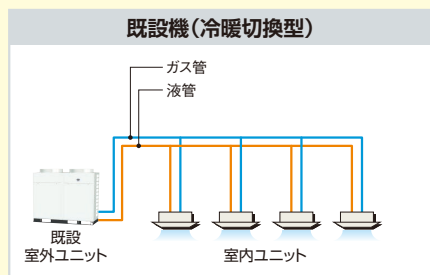 既設機(冷暖切換型)
ガス管
液管
既設
室外ユニット
室内ユニット